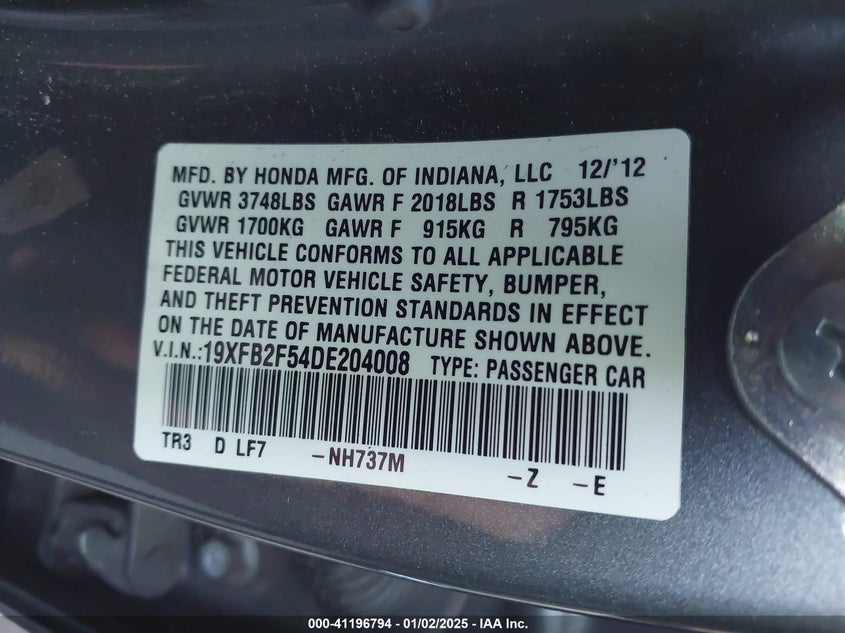 MFD. BY HONDA MFG. OF INDIANA, LLC 12/'12
GVWR 3748LBS GAWR F 2018LBS R 1753LBS
GVWR 1700KG GAWR F 915KG R 795KG
THIS VEHICLE CONFORMS TO ALL APPLICABLE
FEDERAL MOTOR VEHICLE SAFETY, BUMPER,
AND THEFT PREVENTION STANDARDS IN EFFECT
ON THE DATE OF MANUFACTURE SHOWN ABOVE.
V.I.N.:19XFB2F54DE204008 TYPE: PASSENGER CAR
TR3 D LF7 -NH737M -Z -E
000-41196794 - 01/02/2025 - IAA Inc.